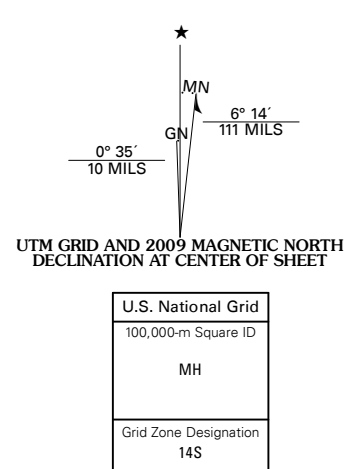 ★
MN
6° 14´
111 MILS
GN
0° 35´
10 MILS
UTM GRID AND 2009 MAGNETIC NORTH
DECLINATION AT CENTER OF SHEET
U.S. National Grid
100,000-m Square ID
MH
Grid Zone Designation
14S